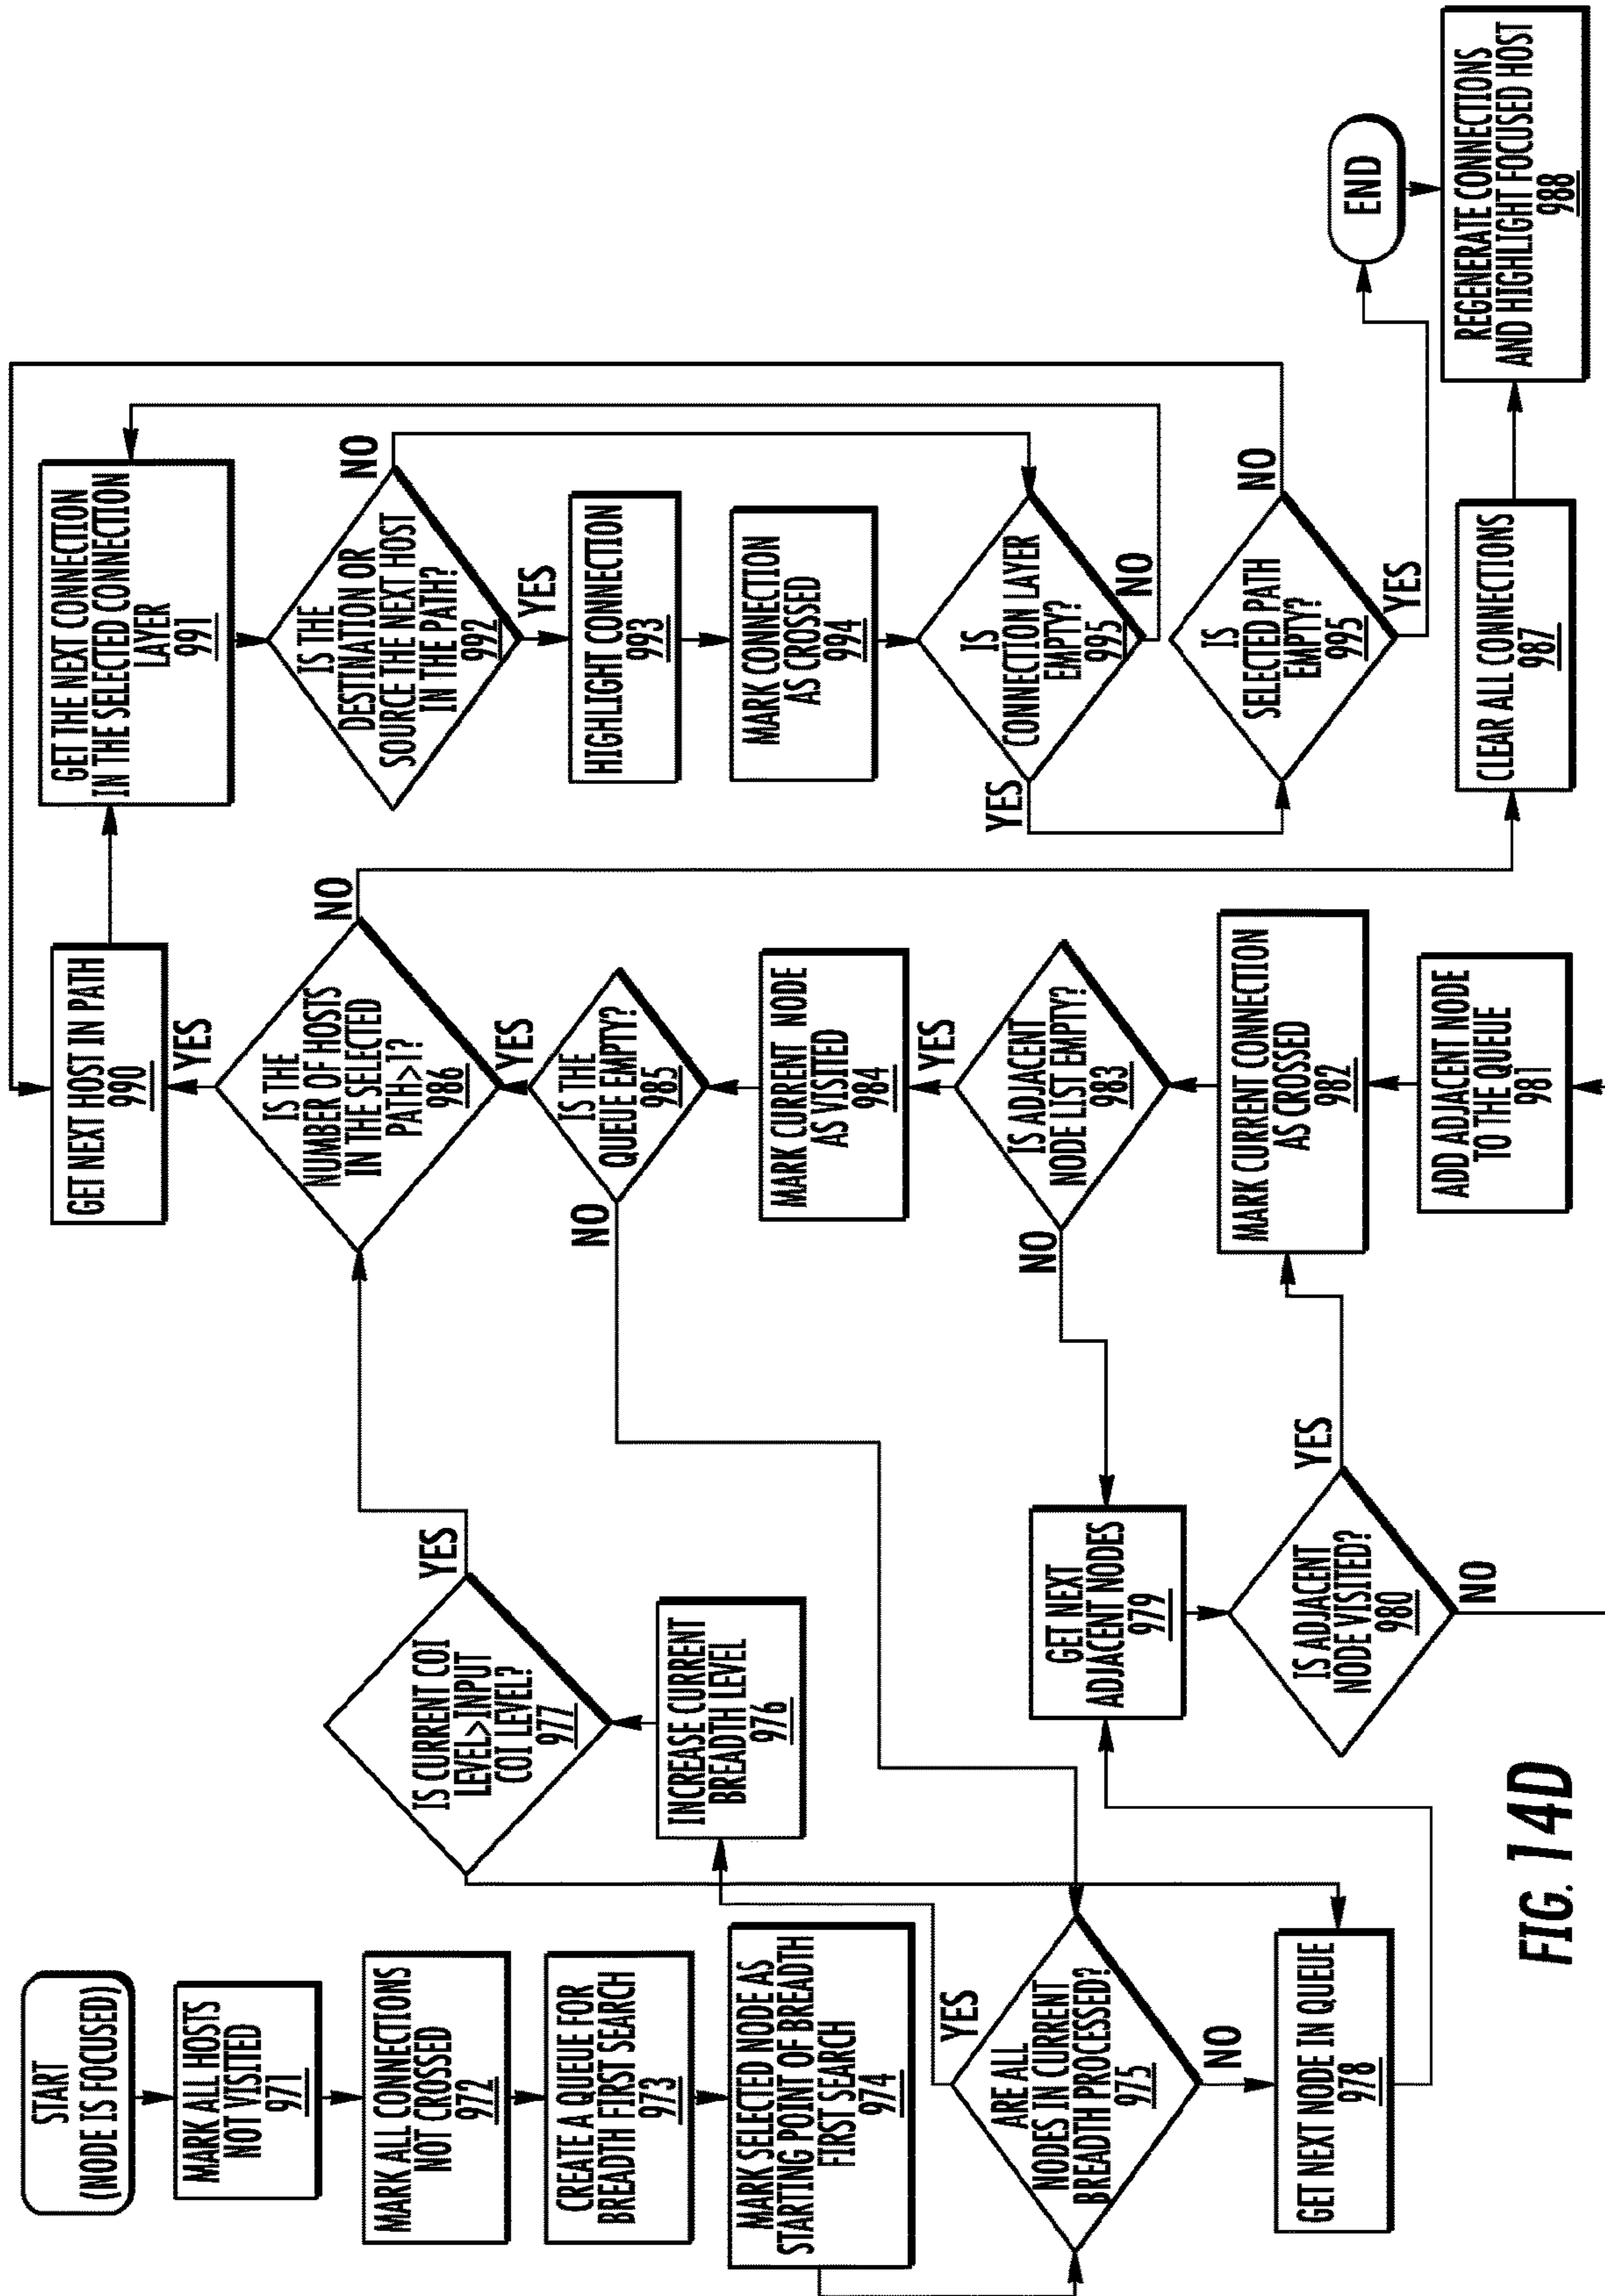 START
(NODE IS FOCUSED)
MARK ALL HOSTS
NOT VISITED
971
MARK ALL CONNECTIONS
NOT CROSSED
972
CREATE A QUEUE FOR
BREADTH FIRST SEARCH
973
MARK SELECTED NODE AS
STARTING POINT OF BREADTH
FIRST SEARCH
974
ARE ALL
NODES IN CURRENT
BREADTH PROCESSED?
975
YES
NO
GET NEXT NODE IN QUEUE
978
IS CURRENT COI
LEVEL>INPUT
COI LEVEL?
977
YES
INCREASE CURRENT
BREADTH LEVEL
976
GET NEXT
ADJACENT NODES
979
IS ADJACENT
NODE VISITED?
980
YES
NO
GET NEXT HOST IN PATH
990
YES
IS THE
NUMBER OF HOSTS
IN THE SELECTED
PATH>1?
986
NO
YES
IS THE
QUEUE EMPTY?
985
NO
MARK CURRENT NODE
AS VISITED
984
YES
IS ADJACENT
NODE LIST EMPTY?
983
NO
MARK CURRENT CONNECTION
AS CROSSED
982
ADD ADJACENT NODE
TO THE QUEUE
981
GET THE NEXT CONNECTION
IN THE SELECTED CONNECTION
LAYER
991
IS THE
DESTINATION OR
SOURCE THE NEXT HOST
IN THE PATH?
992
NO
YES
HIGHLIGHT CONNECTION
993
MARK CONNECTION
AS CROSSED
994
IS
CONNECTION LAYER
EMPTY?
995
NO
YES
IS
SELECTED PATH
EMPTY?
995
NO
YES
CLEAR ALL CONNECTIONS
987
END
REGENERATE CONNECTIONS
AND HIGHLIGHT FOCUSED HOST
988
FIG. 14D